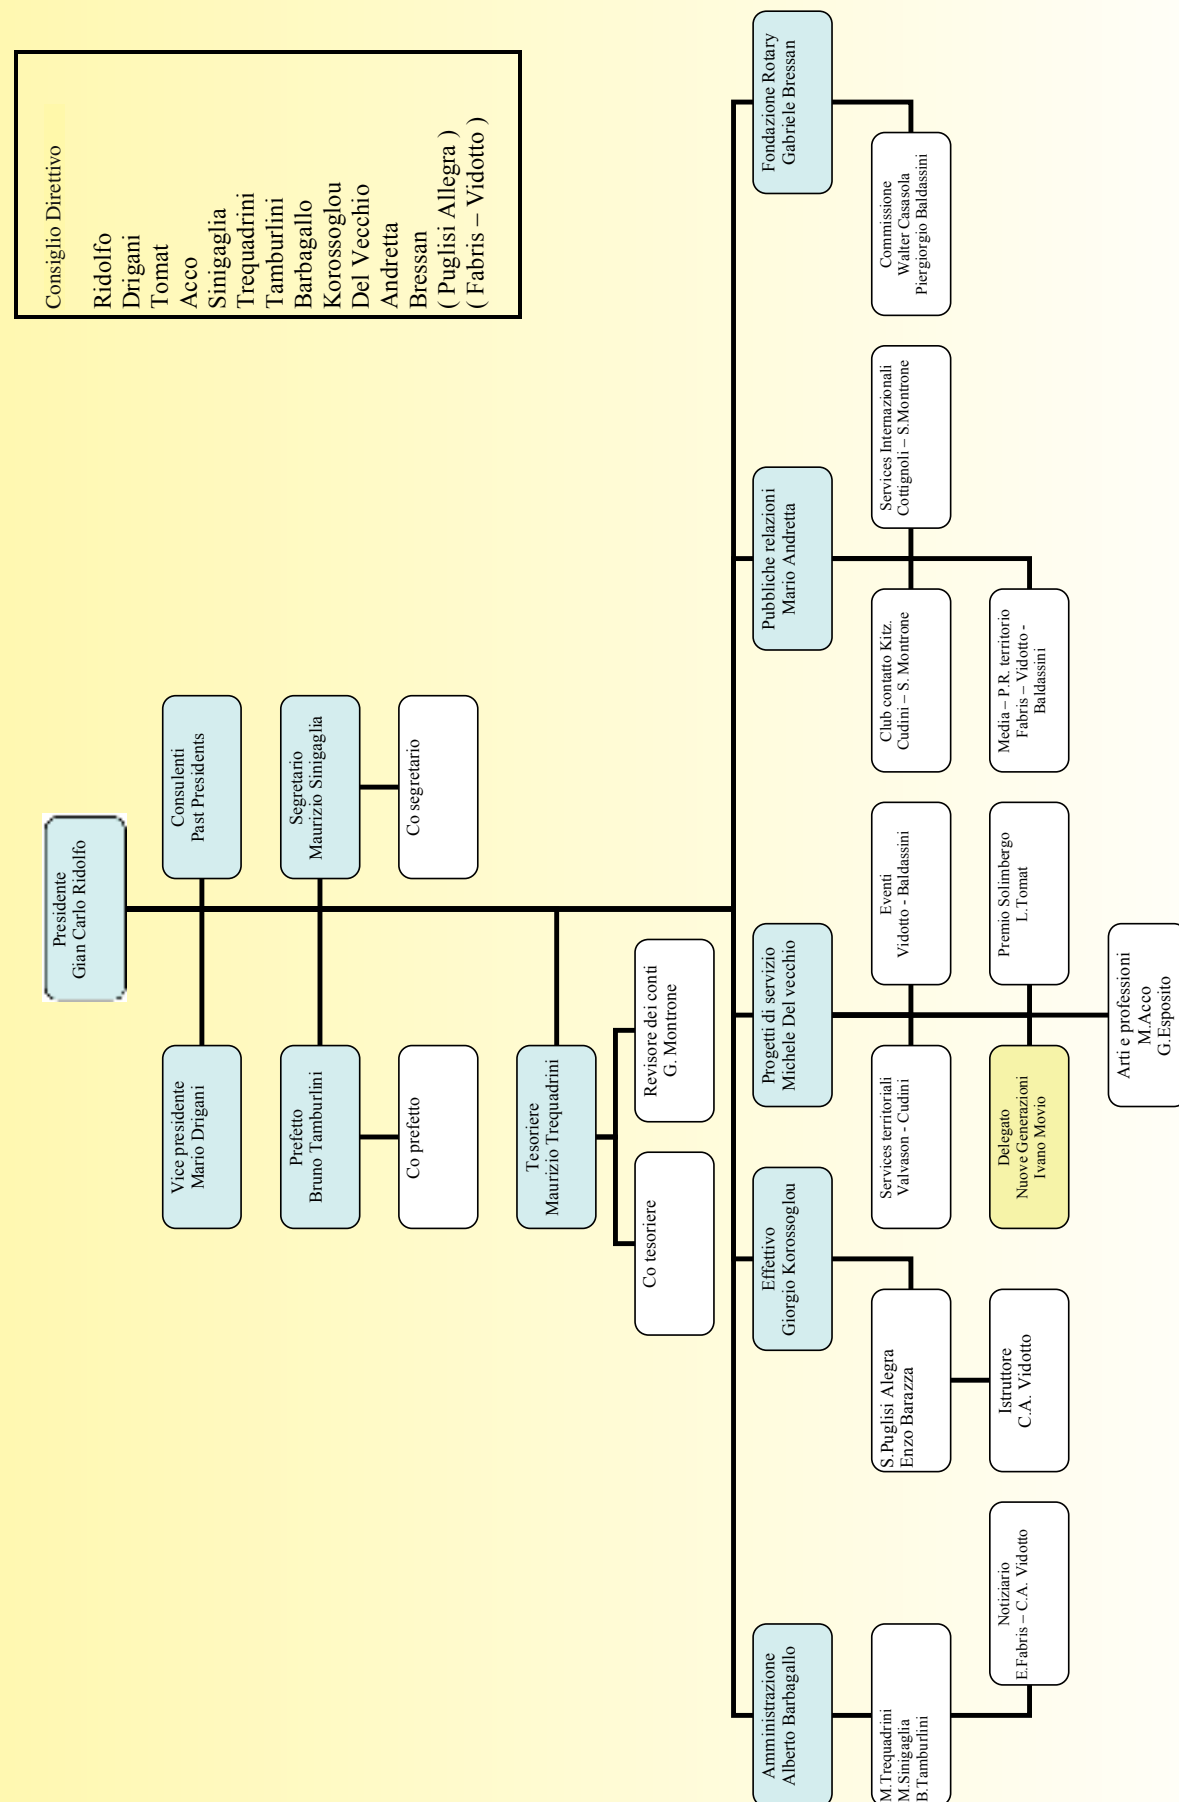 Presidente
Gian Carlo Ridolfo
Consiglio Direttivo
Ridolfo
Drigani
Tomat
Acco
Sinigaglia
Trequadrini
Tamburlini
Barbagallo
Korossoglou
Del Vecchio
Andretta
Bressan
( Puglisi Allegra )
( Fabris – Vidotto )
Vice presidente
Mario Drigani
Consulenti
Past Presidents
Prefetto
Bruno Tamburlini
Segretario
Maurizio Sinigaglia
Co prefetto
Co segretario
Tesoriere
Maurizio Trequadrini
Co tesoriere
Revisore dei conti
G. Montrone
Amministrazione
Alberto Barbagallo
Effettivo
Giorgio Korossoglou
Progetti di servizio
Michele Del vecchio
Pubbliche relazioni
Mario Andretta
Fondazione Rotary
Gabriele Bressan
M.Trequadrini
M.Sinigaglia
B.Tamburlini
S.Puglisi Alegra
Enzo Barazza
Services territoriali
Valvason - Cudini
Eventi
Vidotto - Baldassini
Club contatto Kitz.
Cudini – S. Montrone
Services Internazionali
Cottignoli – S.Montrone
Commissione
Walter Casasola
Piergiorgio Baldassini
Notiziario
E.Fabris – C.A. Vidotto
Istruttore
C.A. Vidotto
Delegato
Nuove Generazioni
Ivano Movio
Premio Solimbergo
L.Tomat
Media – P.R. territorio
Fabris – Vidotto -
Baldassini
Arti e professioni
M.Acco
G.Esposito